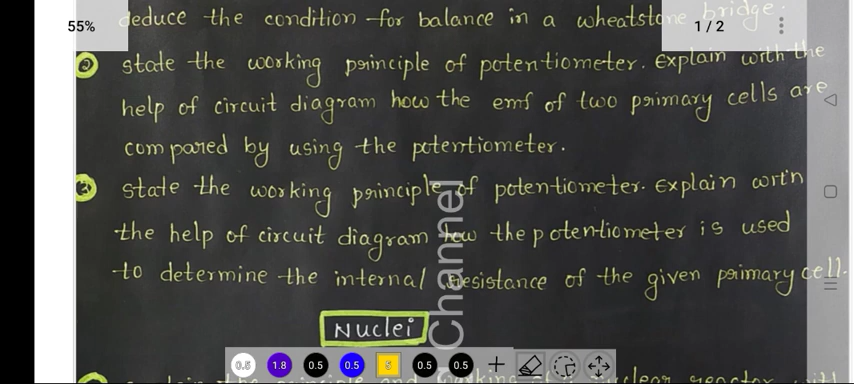 55%
1 / 2
deduce the condition for balance in a wheatstone bridge.
② state the working principle of potentiometer. Explain with the
help of circuit diagram how the emf of two primary cells are
compared by using the potentiometer.
③ state the working principle of potentiometer. explain with
the help of circuit diagram how the potentiometer is used
to determine the internal resistance of the given primary cell.
Channel
Nuclei
0.5 1.8 0.5 0.5 5 0.5 0.5